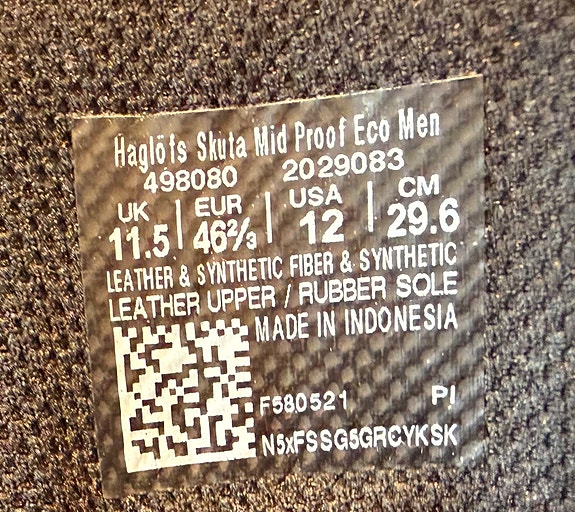 Haglöfs Skuta Mid Proof Eco Men
498080 2029083
UK | EUR | USA | CM
11.5 | 46⅔ | 12 | 29.6
LEATHER & SYNTHETIC FIBER & SYNTHETIC
LEATHER UPPER / RUBBER SOLE
MADE IN INDONESIA
F580521 PI
N5xFSSG5GRCYKSK